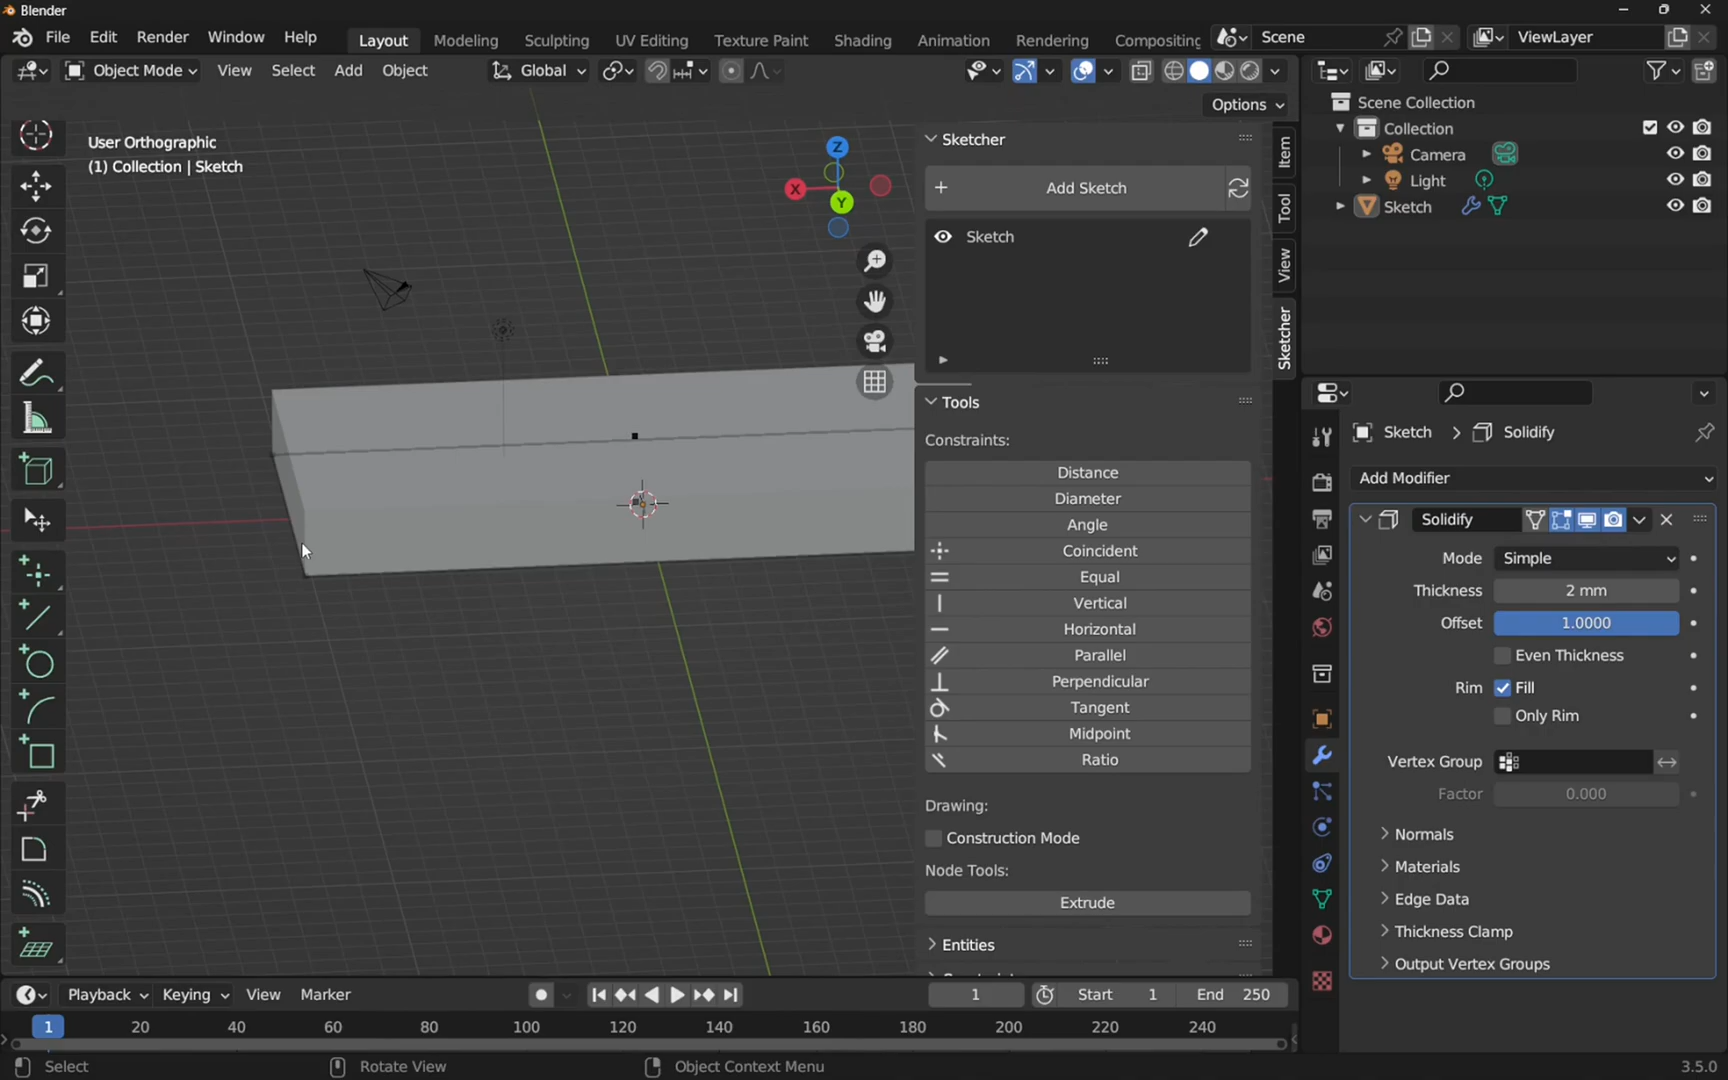 Blender
File Edit Render Window Help Layout Modeling Sculpting UV Editing Texture Paint Shading Animation Rendering Compositing Scene ViewLayer
Object Mode View Select Add Object Global
Options
User Orthographic
(1) Collection | Sketch
Z
X
Y
Sketcher
Add Sketch
Sketch
Tools
Constraints:
Distance
Diameter
Angle
Coincident
Equal
Vertical
Horizontal
Parallel
Perpendicular
Tangent
Midpoint
Ratio
Drawing:
Construction Mode
Node Tools:
Extrude
Entities
Item
Tool
View
Sketcher
Scene Collection
Collection
Camera
Light
Sketch
Sketch > Solidify
Add Modifier
Solidify
Mode Simple
Thickness 2 mm
Offset 1.0000
Even Thickness
Rim Fill
Only Rim
Vertex Group
Factor 0.000
Normals
Materials
Edge Data
Thickness Clamp
Output Vertex Groups
Playback Keying View Marker 1 Start 1 End 250
1 20 40 60 80 100 120 140 160 180 200 220 240
Select Rotate View Object Context Menu 3.5.0